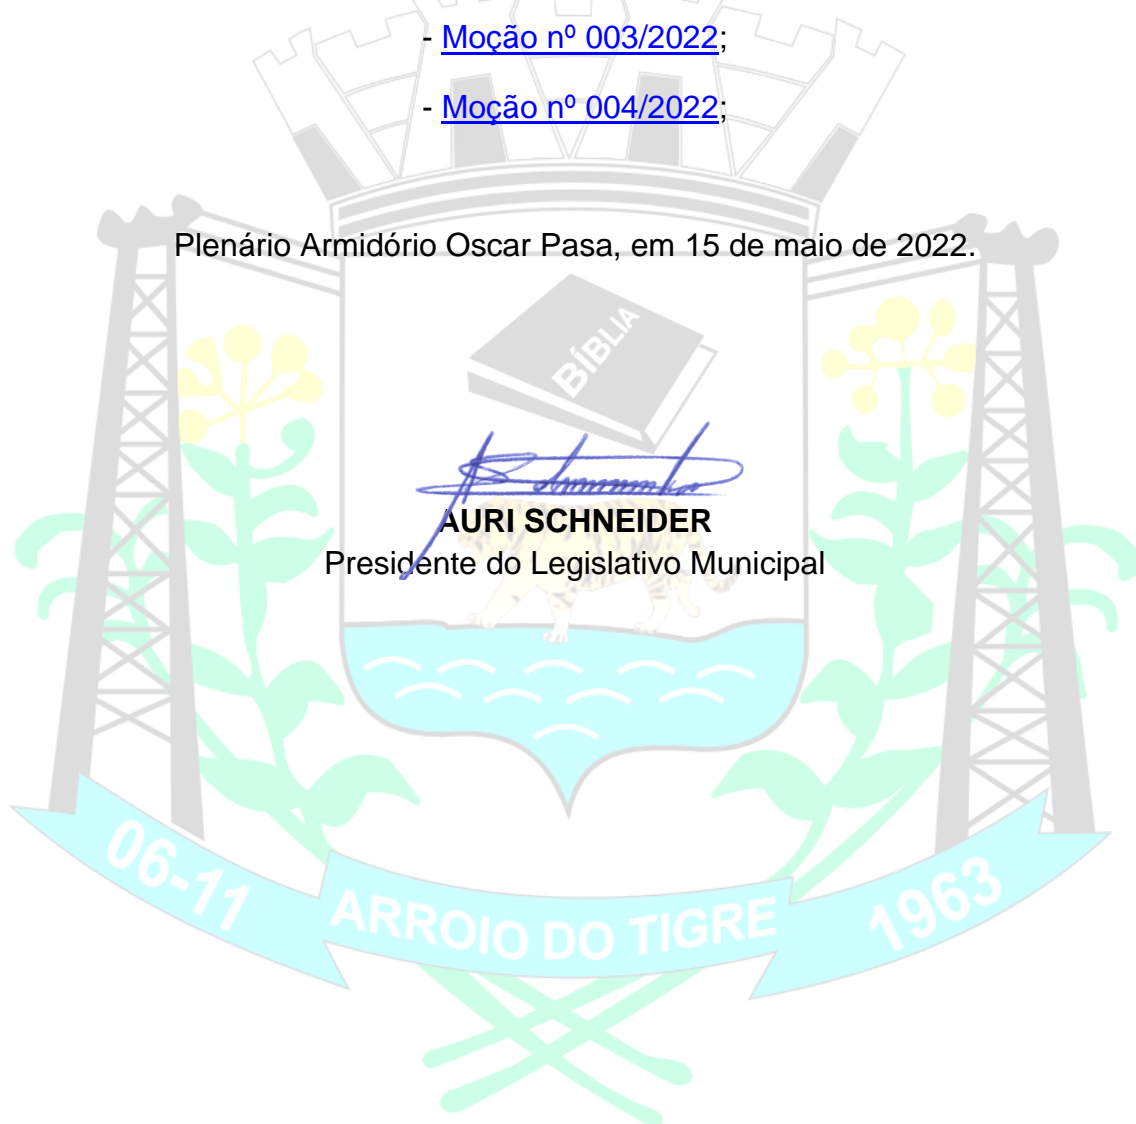 - Moção nº 003/2022;
- Moção nº 004/2022;
Plenário Armidório Oscar Pasa, em 15 de maio de 2022.
BÍBLIA
AURI SCHNEIDER
Presidente do Legislativo Municipal
06-11 ARROIO DO TIGRE 1963